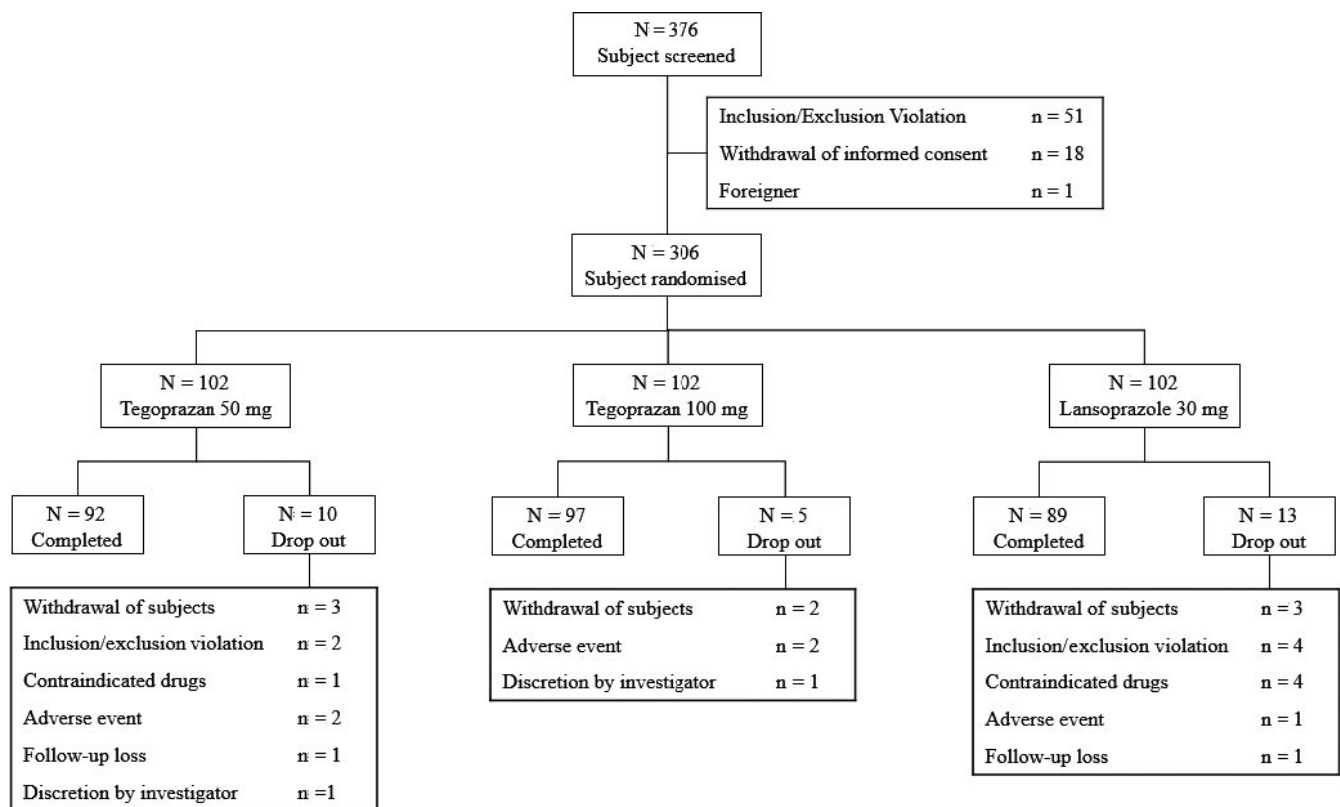 N = 376
Subject screened
Inclusion/Exclusion Violation n = 51
Withdrawal of informed consent n = 18
Foreigner n = 1
N = 306
Subject randomised
N = 102
Tegoprazan 50 mg
N = 102
Tegoprazan 100 mg
N = 102
Lansoprazole 30 mg
N = 92
Completed
N = 10
Drop out
N = 97
Completed
N = 5
Drop out
N = 89
Completed
N = 13
Drop out
Withdrawal of subjects n = 3
Inclusion/exclusion violation n = 2
Contraindicated drugs n = 1
Adverse event n = 2
Follow-up loss n = 1
Discretion by investigator n =1
Withdrawal of subjects n = 2
Adverse event n = 2
Discretion by investigator n = 1
Withdrawal of subjects n = 3
Inclusion/exclusion violation n = 4
Contraindicated drugs n = 4
Adverse event n = 1
Follow-up loss n = 1